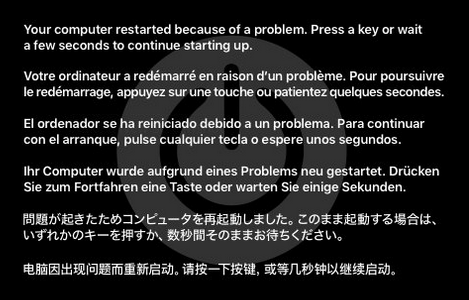 Your computer restarted because of a problem. Press a key or wait
a few seconds to continue starting up.
Votre ordinateur a redémarré en raison d’un problème. Pour poursuivre
le redémarrage, appuyez sur une touche ou patientez quelques secondes.
El ordenador se ha reiniciado debido a un problema. Para continuar
con el arranque, pulse cualquier tecla o espere unos segundos.
Ihr Computer wurde aufgrund eines Problems neu gestartet. Drücken
Sie zum Fortfahren eine Taste oder warten Sie einige Sekunden.
問題が起きたためコンピュータを再起動しました。このまま起動する場合は、
いずれかのキーを押すか、数秒間そのままお待ちください。
电脑因出现问题而重新启动。请按一下按键，或等几秒钟以继续启动。